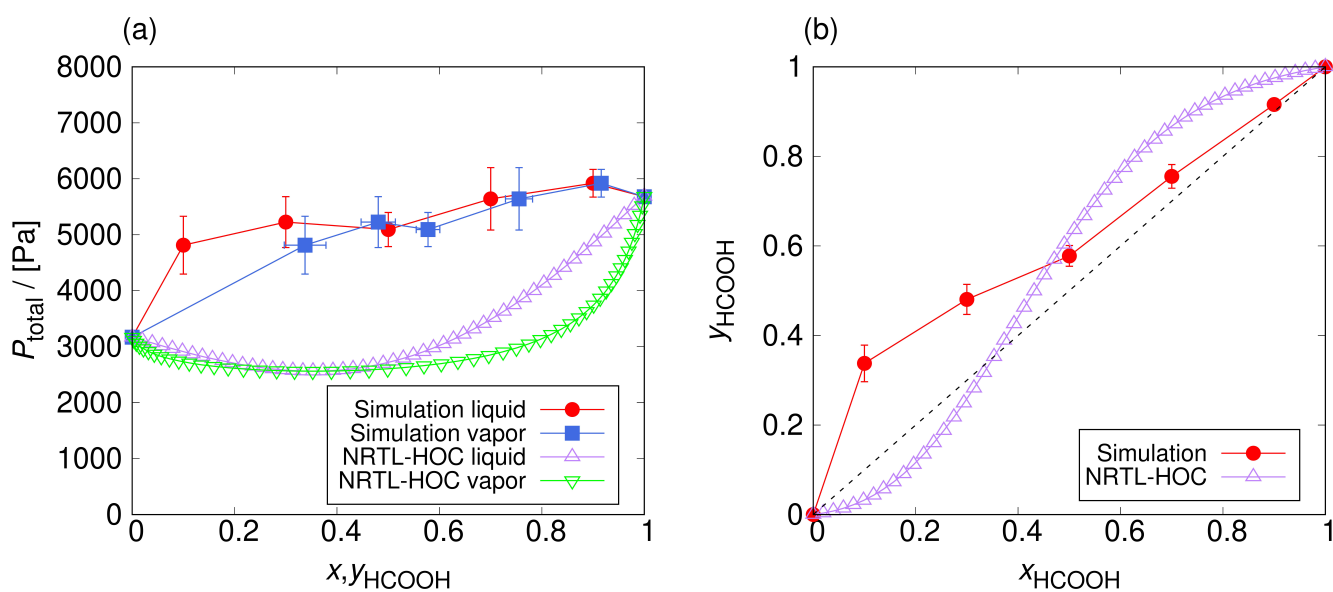 (a)
8000
7000
6000
5000
4000
3000
2000
1000
0
P_total / [Pa]
0 0.2 0.4 0.6 0.8 1
x,y_HCOOH
Simulation liquid
Simulation vapor
NRTL-HOC liquid
NRTL-HOC vapor
(b)
1
0.8
0.6
0.4
0.2
0
y_HCOOH
0 0.2 0.4 0.6 0.8 1
x_HCOOH
Simulation
NRTL-HOC